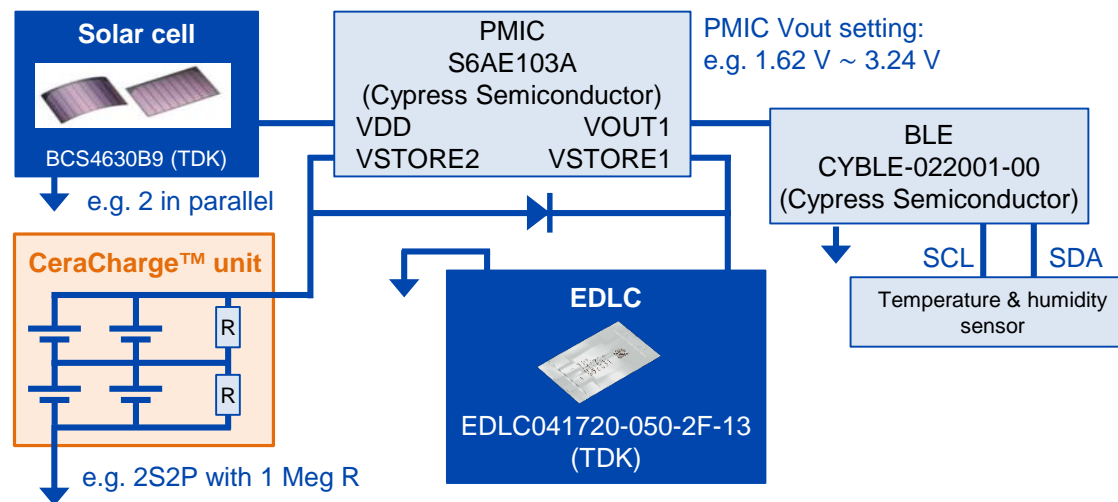 Solar cell
BCS4630B9 (TDK)
e.g. 2 in parallel
PMIC
S6AE103A
(Cypress Semiconductor)
VDD VOUT1
VSTORE2 VSTORE1
PMIC Vout setting:
e.g. 1.62 V ~ 3.24 V
BLE
CYBLE-022001-00
(Cypress Semiconductor)
SCL SDA
Temperature & humidity
sensor
CeraCharge™ unit
R
R
e.g. 2S2P with 1 Meg R
EDLC
EDLC041720-050-2F-13
(TDK)